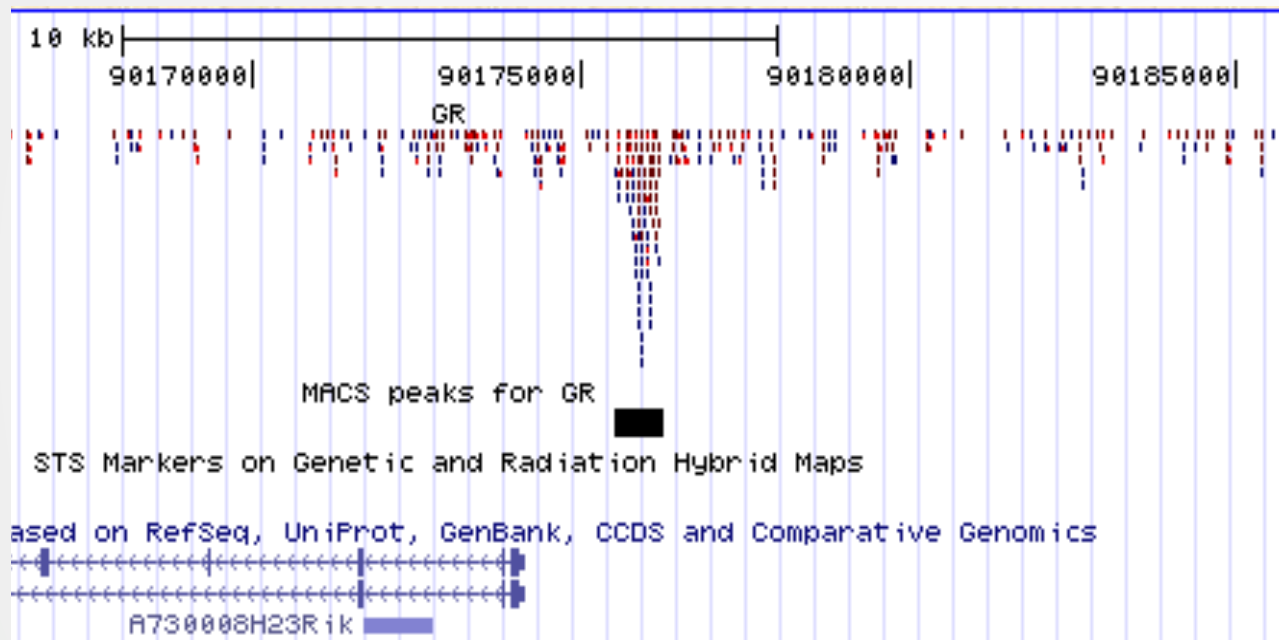 10 kb
90170000| 90175000| 90180000| 90185000|
GR
MACS peaks for GR
STS Markers on Genetic and Radiation Hybrid Maps
ased on RefSeq, UniProt, GenBank, CCDS and Comparative Genomics
A730008H23Rik